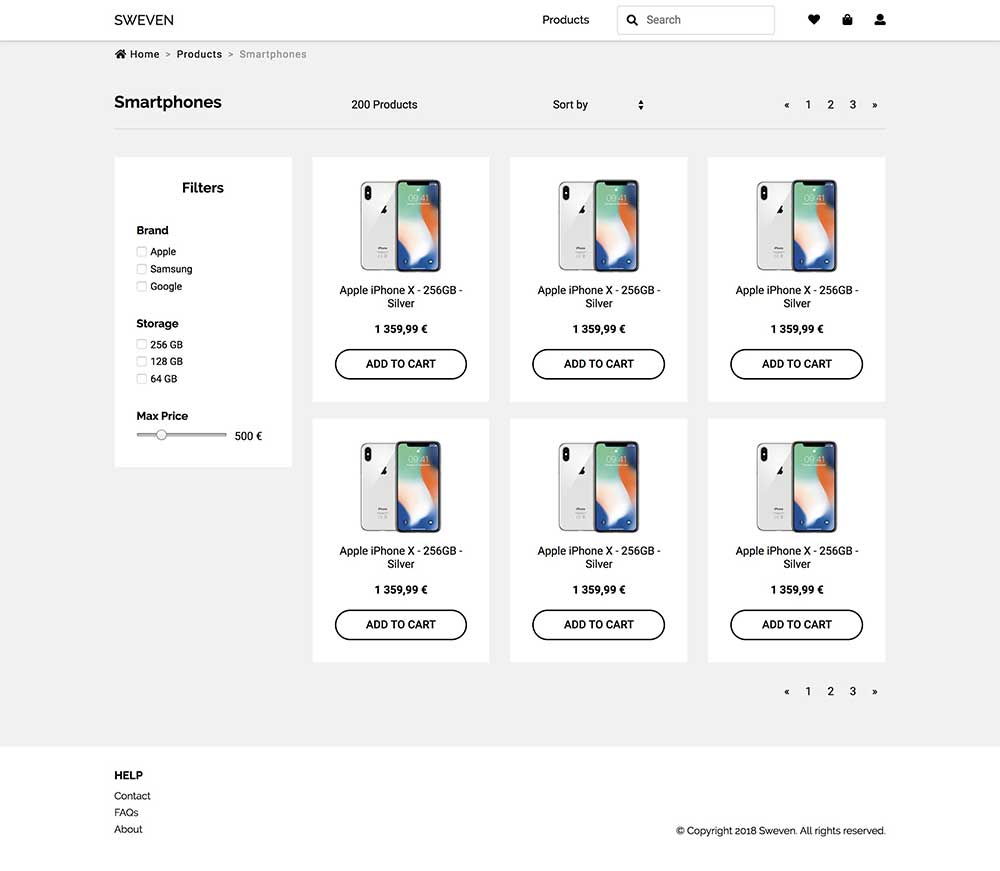 SWEVEN
Products
Search
Home > Products > Smartphones
Smartphones
200 Products
Sort by
« 1 2 3 »
Filters
Brand
Apple
Samsung
Google
Storage
256 GB
128 GB
64 GB
Max Price
500 €
09:41
iPhone
Apple iPhone X - 256GB -
Silver
1 359,99 €
ADD TO CART
09:41
iPhone
Apple iPhone X - 256GB -
Silver
1 359,99 €
ADD TO CART
09:41
iPhone
Apple iPhone X - 256GB -
Silver
1 359,99 €
ADD TO CART
09:41
iPhone
Apple iPhone X - 256GB -
Silver
1 359,99 €
ADD TO CART
09:41
iPhone
Apple iPhone X - 256GB -
Silver
1 359,99 €
ADD TO CART
09:41
iPhone
Apple iPhone X - 256GB -
Silver
1 359,99 €
ADD TO CART
« 1 2 3 »
HELP
Contact
FAQs
About
© Copyright 2018 Sweven. All rights reserved.